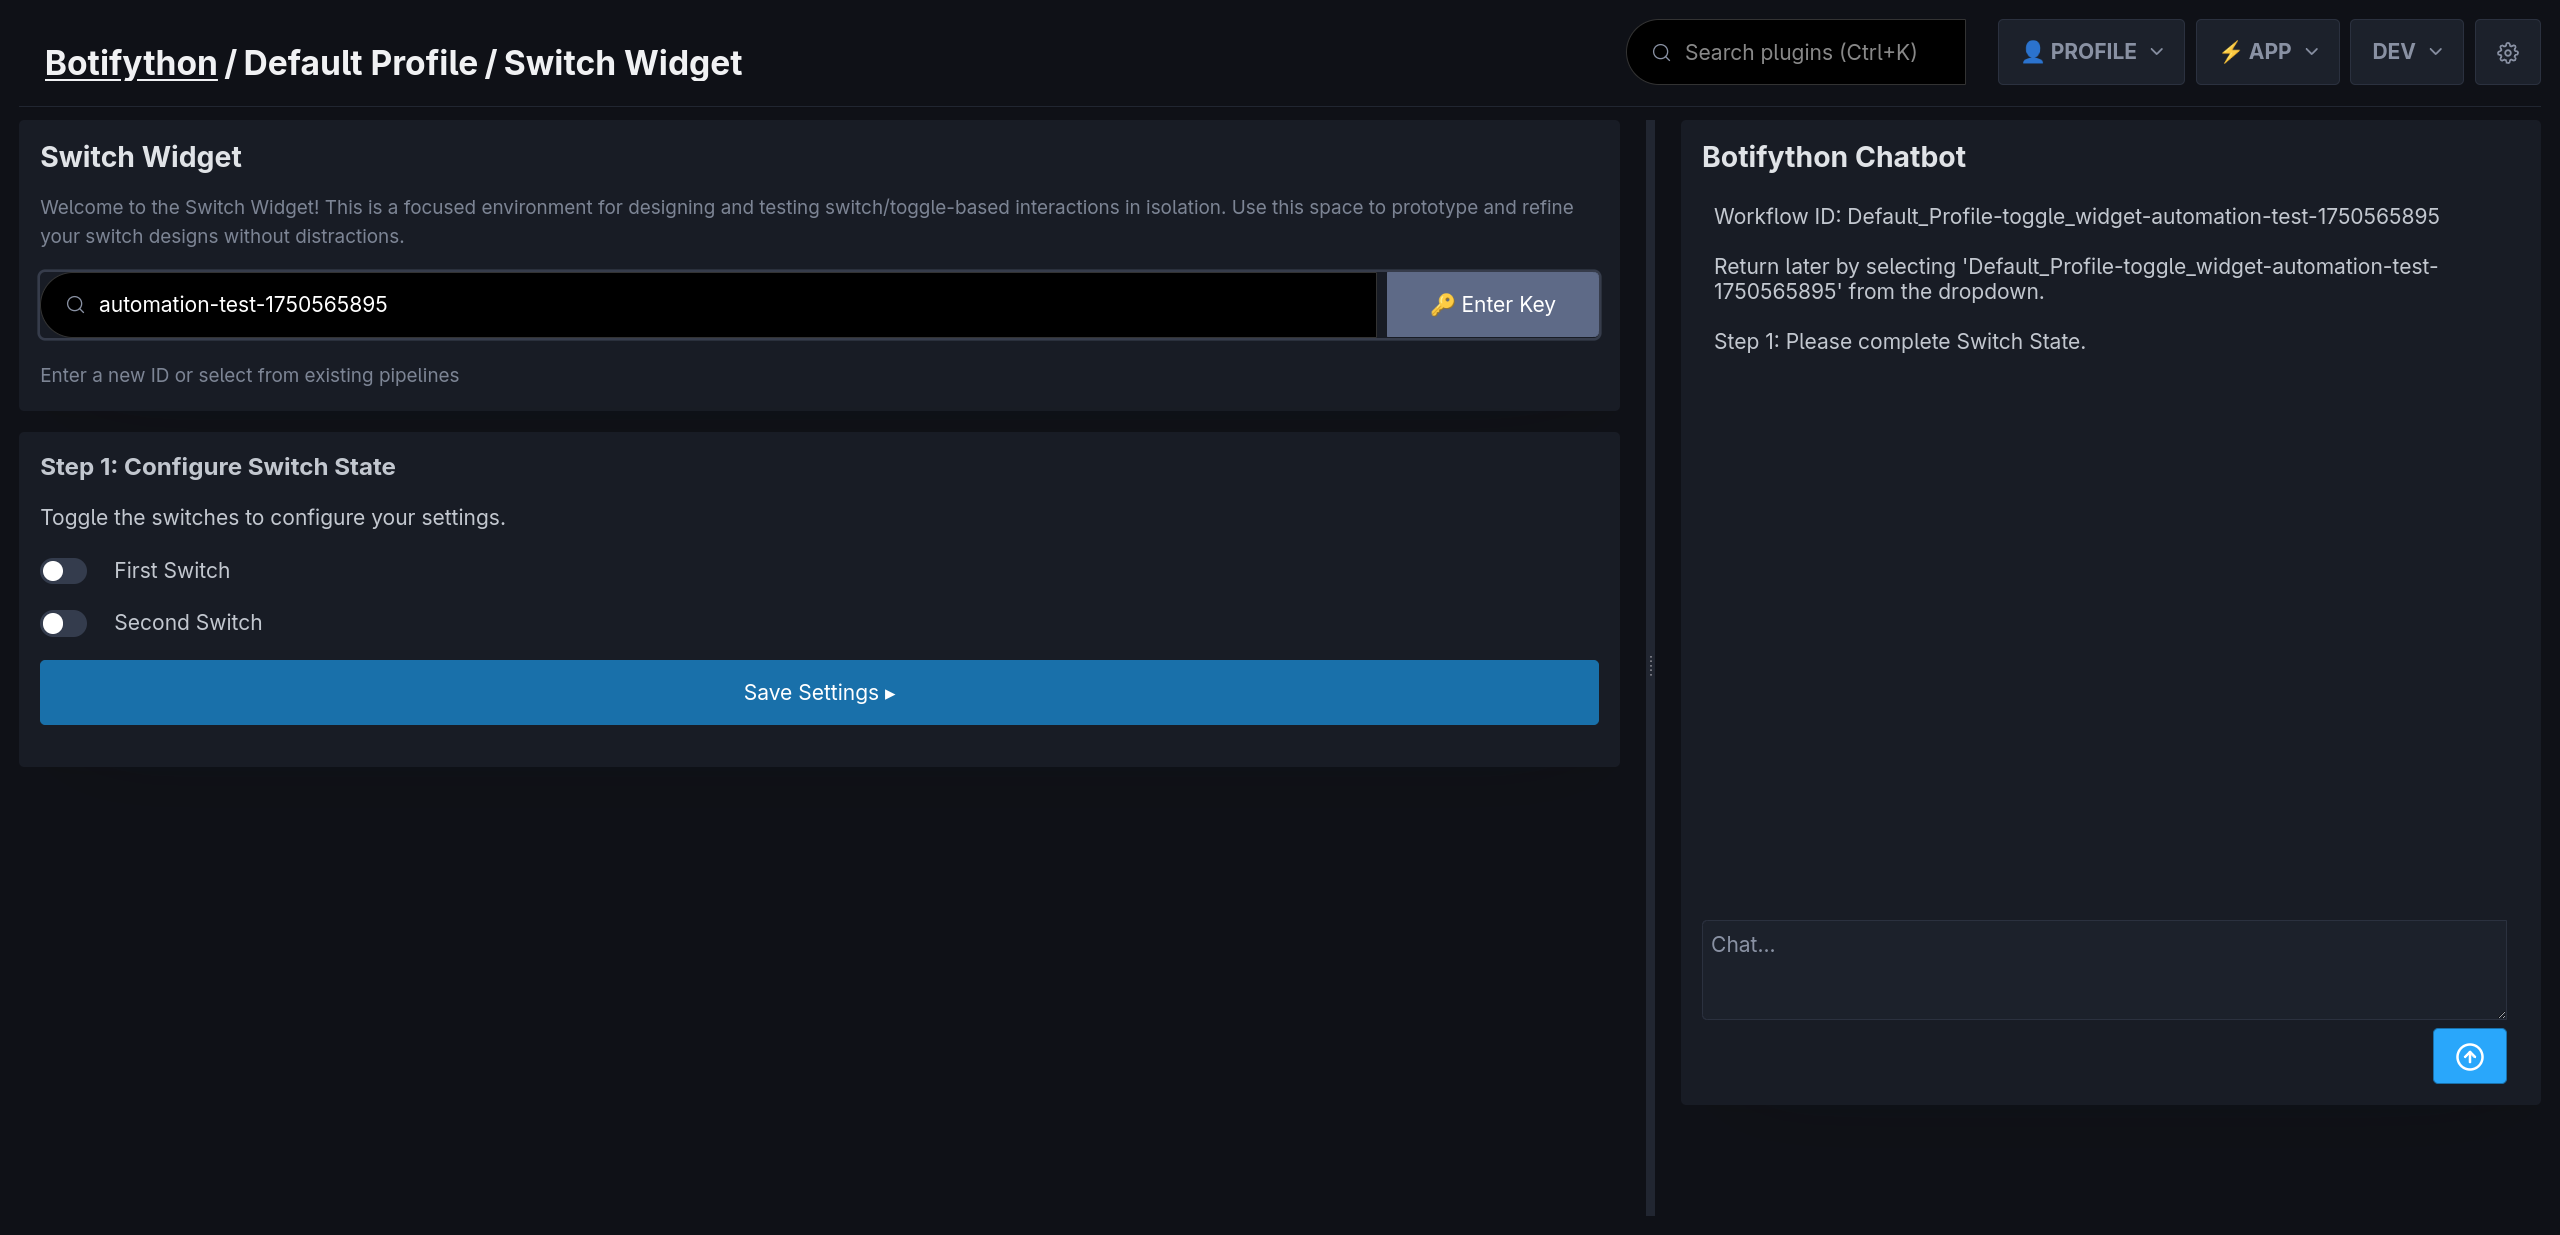 Botifython / Default Profile / Switch Widget
Search plugins (Ctrl+K)
👤 PROFILE
⚡ APP
DEV
Switch Widget
Welcome to the Switch Widget! This is a focused environment for designing and testing switch/toggle-based interactions in isolation. Use this space to prototype and refine
your switch designs without distractions.
automation-test-1750565895
🔑 Enter Key
Enter a new ID or select from existing pipelines
Step 1: Configure Switch State
Toggle the switches to configure your settings.
First Switch
Second Switch
Save Settings ▸
Botifython Chatbot
Workflow ID: Default_Profile-toggle_widget-automation-test-1750565895
Return later by selecting 'Default_Profile-toggle_widget-automation-test-
1750565895' from the dropdown.
Step 1: Please complete Switch State.
Chat...